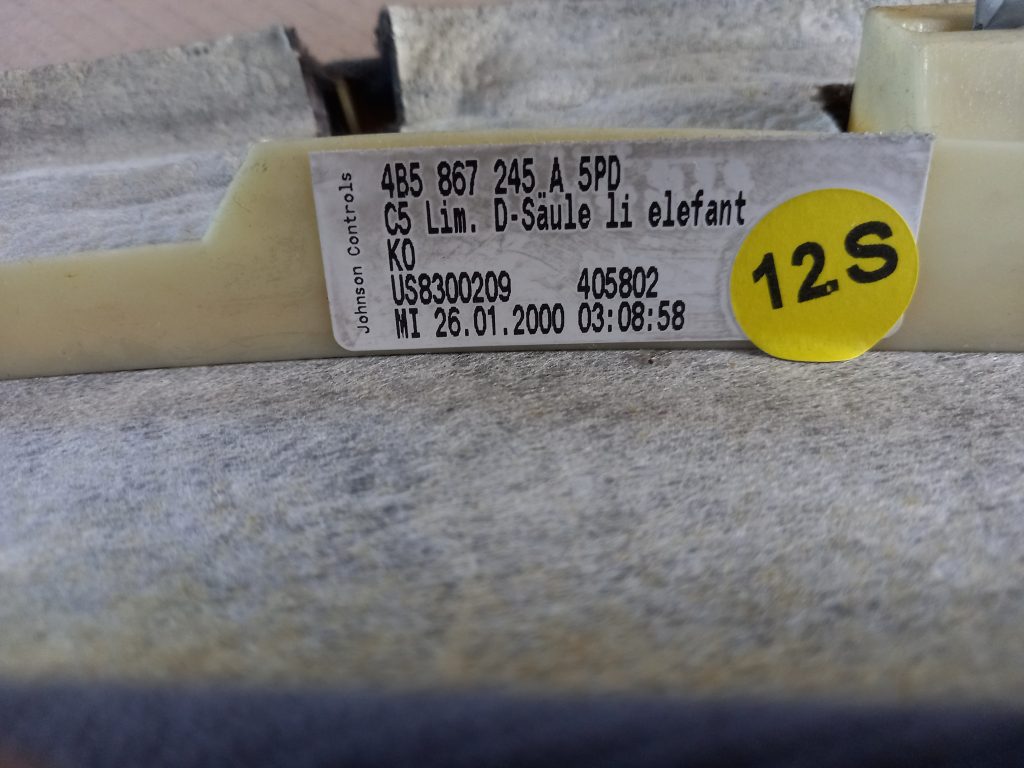 Johnson Controls
4B5 867 245 A 5PD
C5 Lim. D-Säule li elefant
KO
US8300209 405802
MI 26.01.2000 03:08:58
12S